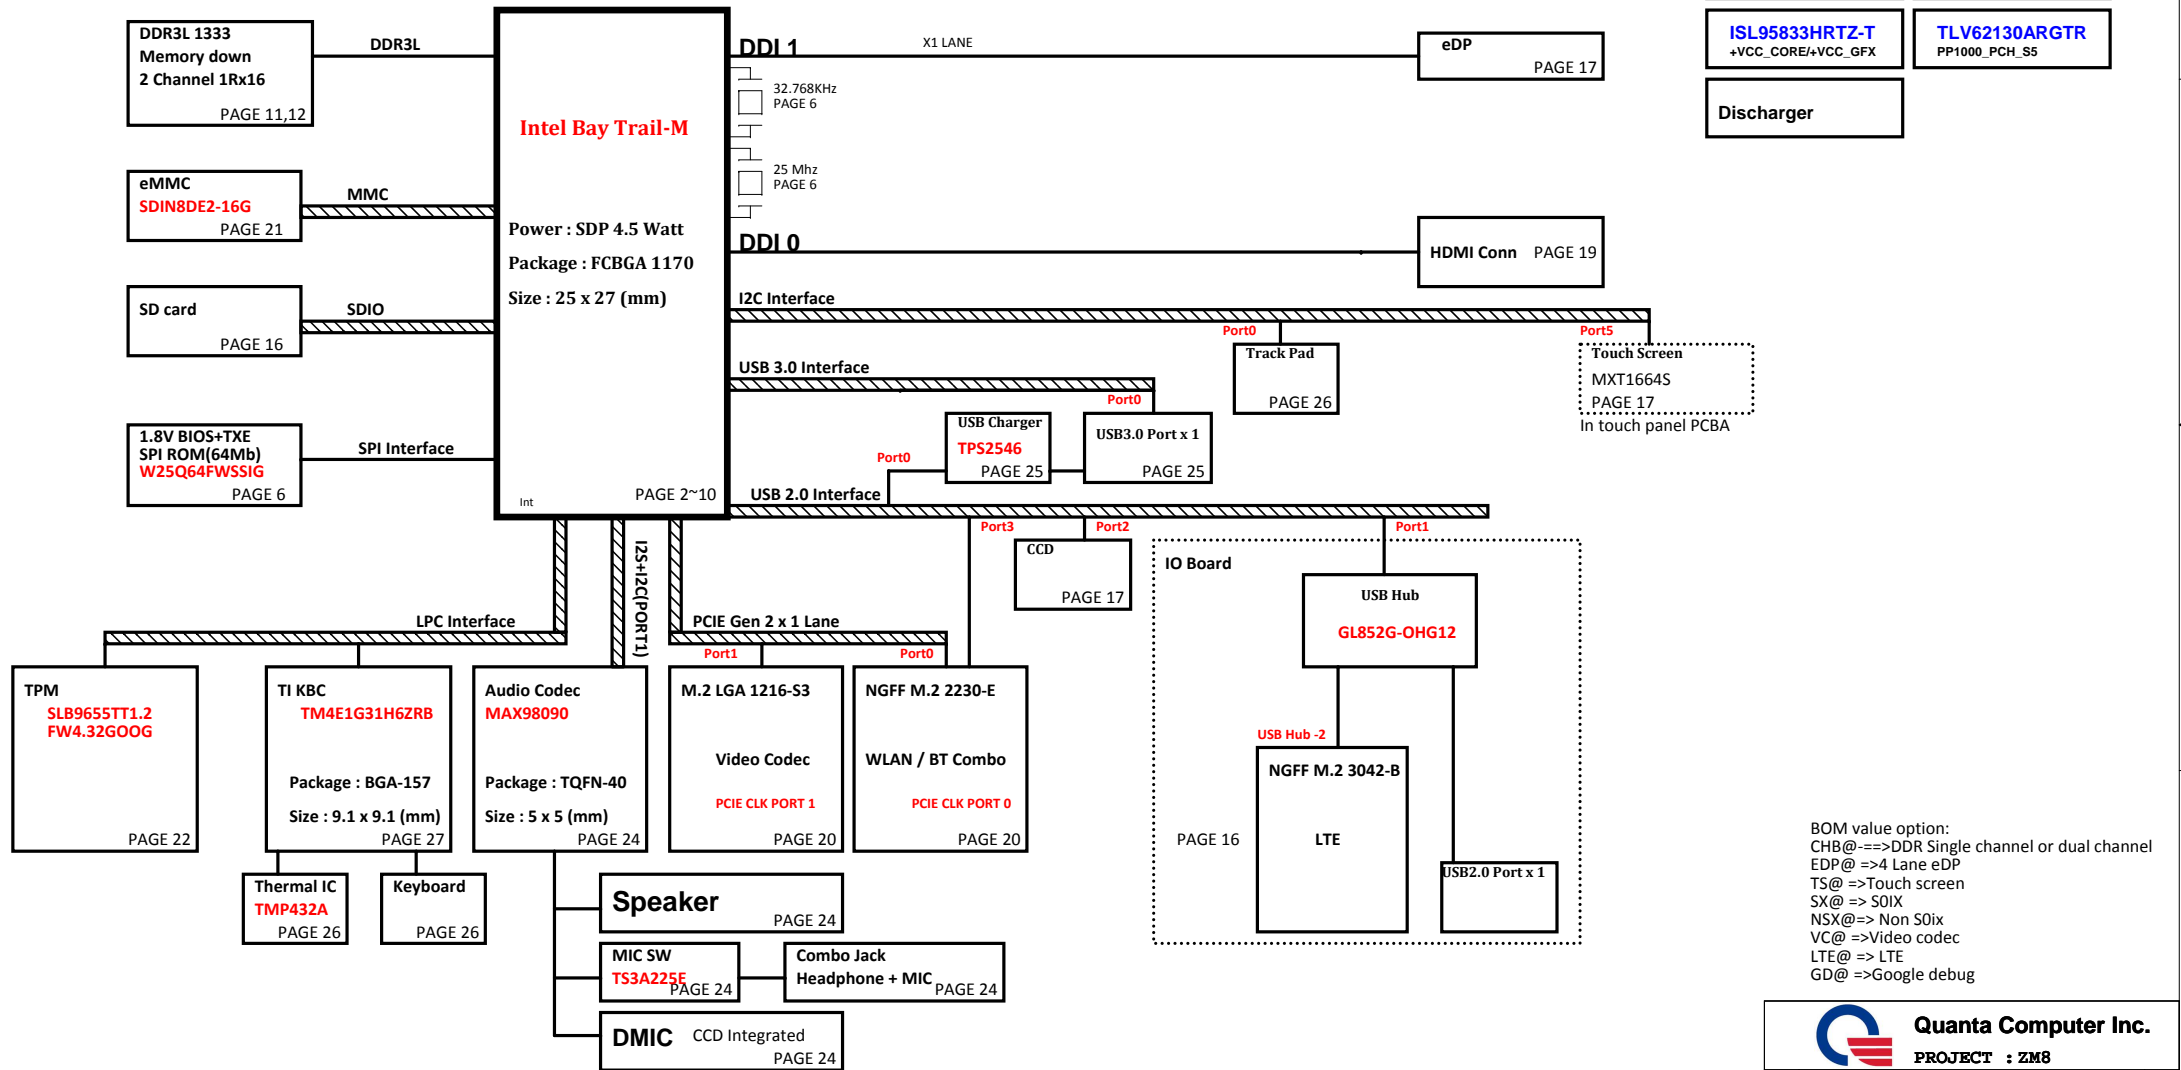 DDR3L 1333
Memory down
2 Channel 1Rx16
PAGE 11,12
DDR3L
eMMC
SDIN8DE2-16G
PAGE 21
MMC
SD card
PAGE 16
SDIO
1.8V BIOS+TXE
SPI ROM(64Mb)
W25Q64FWSSIG
PAGE 6
SPI Interface
Intel Bay Trail-M
Power : SDP 4.5 Watt
Package : FCBGA 1170
Size : 25 x 27 (mm)
Int
PAGE 2~10
DDI 1
X1 LANE
eDP
PAGE 17
32.768KHz
PAGE 6
25 Mhz
PAGE 6
DDI 0
HDMI Conn PAGE 19
I2C Interface
Port0
Track Pad
PAGE 26
Port5
Touch Screen
MXT1664S
PAGE 17
In touch panel PCBA
USB 3.0 Interface
Port0
USB Charger
TPS2546
PAGE 25
USB3.0 Port x 1
PAGE 25
Port0
USB 2.0 Interface
Port3
Port2
Port1
CCD
PAGE 17
IO Board
USB Hub
GL852G-OHG12
USB Hub -2
NGFF M.2 3042-B
LTE
PAGE 16
USB2.0 Port x 1
I2S+I2C(PORT1)
LPC Interface
PCIE Gen 2 x 1 Lane
Port1
Port0
TPM
SLB9655TT1.2
FW4.32GOOG
PAGE 22
TI KBC
TM4E1G31H6ZRB
Package : BGA-157
Size : 9.1 x 9.1 (mm)
PAGE 27
Audio Codec
MAX98090
Package : TQFN-40
Size : 5 x 5 (mm)
PAGE 24
M.2 LGA 1216-S3
Video Codec
PCIE CLK PORT 1
PAGE 20
NGFF M.2 2230-E
WLAN / BT Combo
PCIE CLK PORT 0
PAGE 20
Thermal IC
TMP432A
PAGE 26
Keyboard
PAGE 26
Speaker
PAGE 24
MIC SW
TS3A225E
PAGE 24
Combo Jack
Headphone + MIC
PAGE 24
DMIC CCD Integrated
PAGE 24
ISL95833HRTZ-T
+VCC_CORE/+VCC_GFX
TLV62130ARGTR
PP1000_PCH_S5
Discharger
BOM value option:
CHB@-==>DDR Single channel or dual channel
EDP@ =>4 Lane eDP
TS@ =>Touch screen
SX@ => S0IX
NSX@=> Non S0ix
VC@ =>Video codec
LTE@ => LTE
GD@ =>Google debug
Quanta Computer Inc.
PROJECT : ZM8